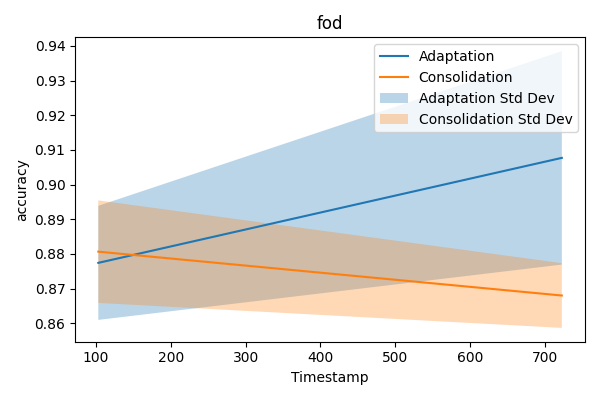 fod
0.94
0.93
0.92
0.91
0.90
0.89
0.88
0.87
0.86
accuracy
Adaptation
Consolidation
Adaptation Std Dev
Consolidation Std Dev
100 200 300 400 500 600 700
Timestamp